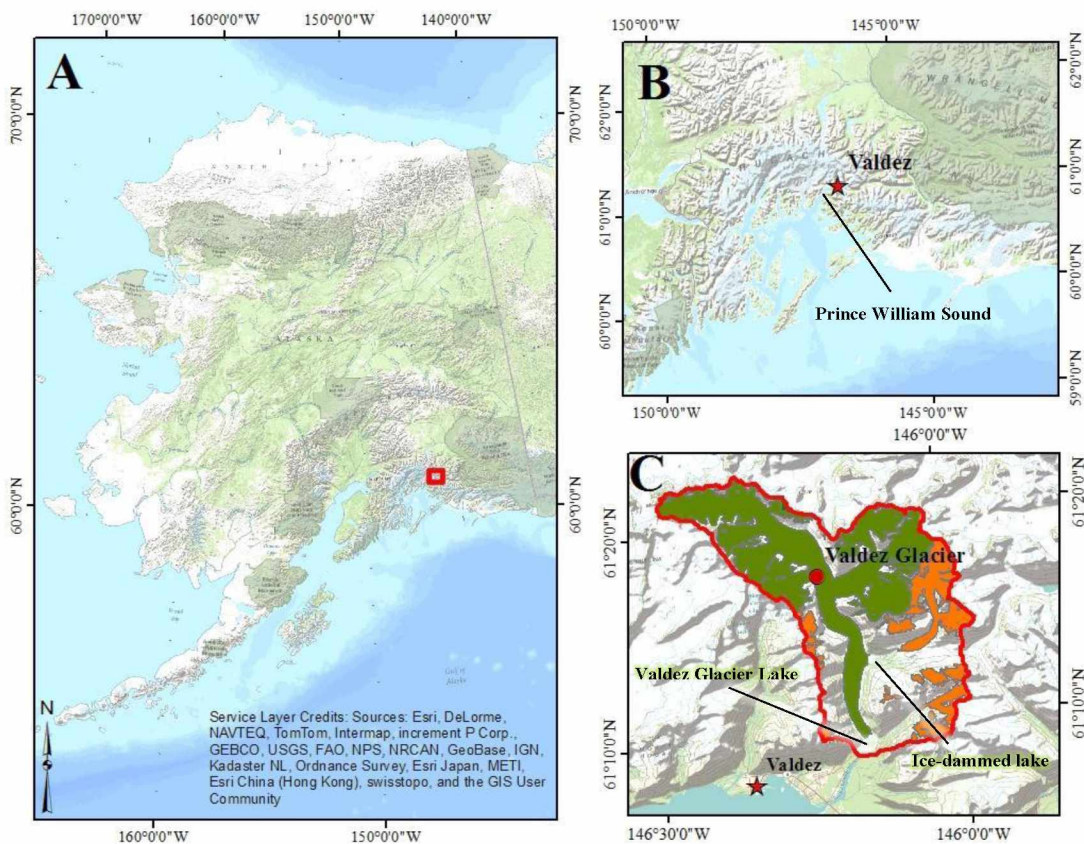 170°0'0"W 160°0'0"W 150°0'0"W 140°0'0"W
A
70°0'0"N
70°0'0"N
ALASKA
60°0'0"N
60°0'0"N
Gulf of
Alaska
N
Service Layer Credits: Sources: Esri, DeLorme,
NAVTEQ, TomTom, Intermap, increment P Corp.,
GEBCO, USGS, FAO, NPS, NRCAN, GeoBase, IGN,
Kadaster NL, Ordnance Survey, Esri Japan, METI,
Esri China (Hong Kong), swisstopo, and the GIS User
Community
160°0'0"W 150°0'0"W
150°0'0"W 145°0'0"W
B
62°0'0"N
62°0'0"N
WRANGELL
Valdez
61°0'0"N
61°0'0"N
60°0'0"N
60°0'0"N
Prince William Sound
59°0'0"N
150°0'0"W 145°0'0"W
146°0'0"W
C
61°20'0"N
61°20'0"N
Valdez Glacier
Valdez Glacier Lake
61°10'0"N
61°10'0"N
Ice-dammed lake
Valdez
146°30'0"W 146°0'0"W